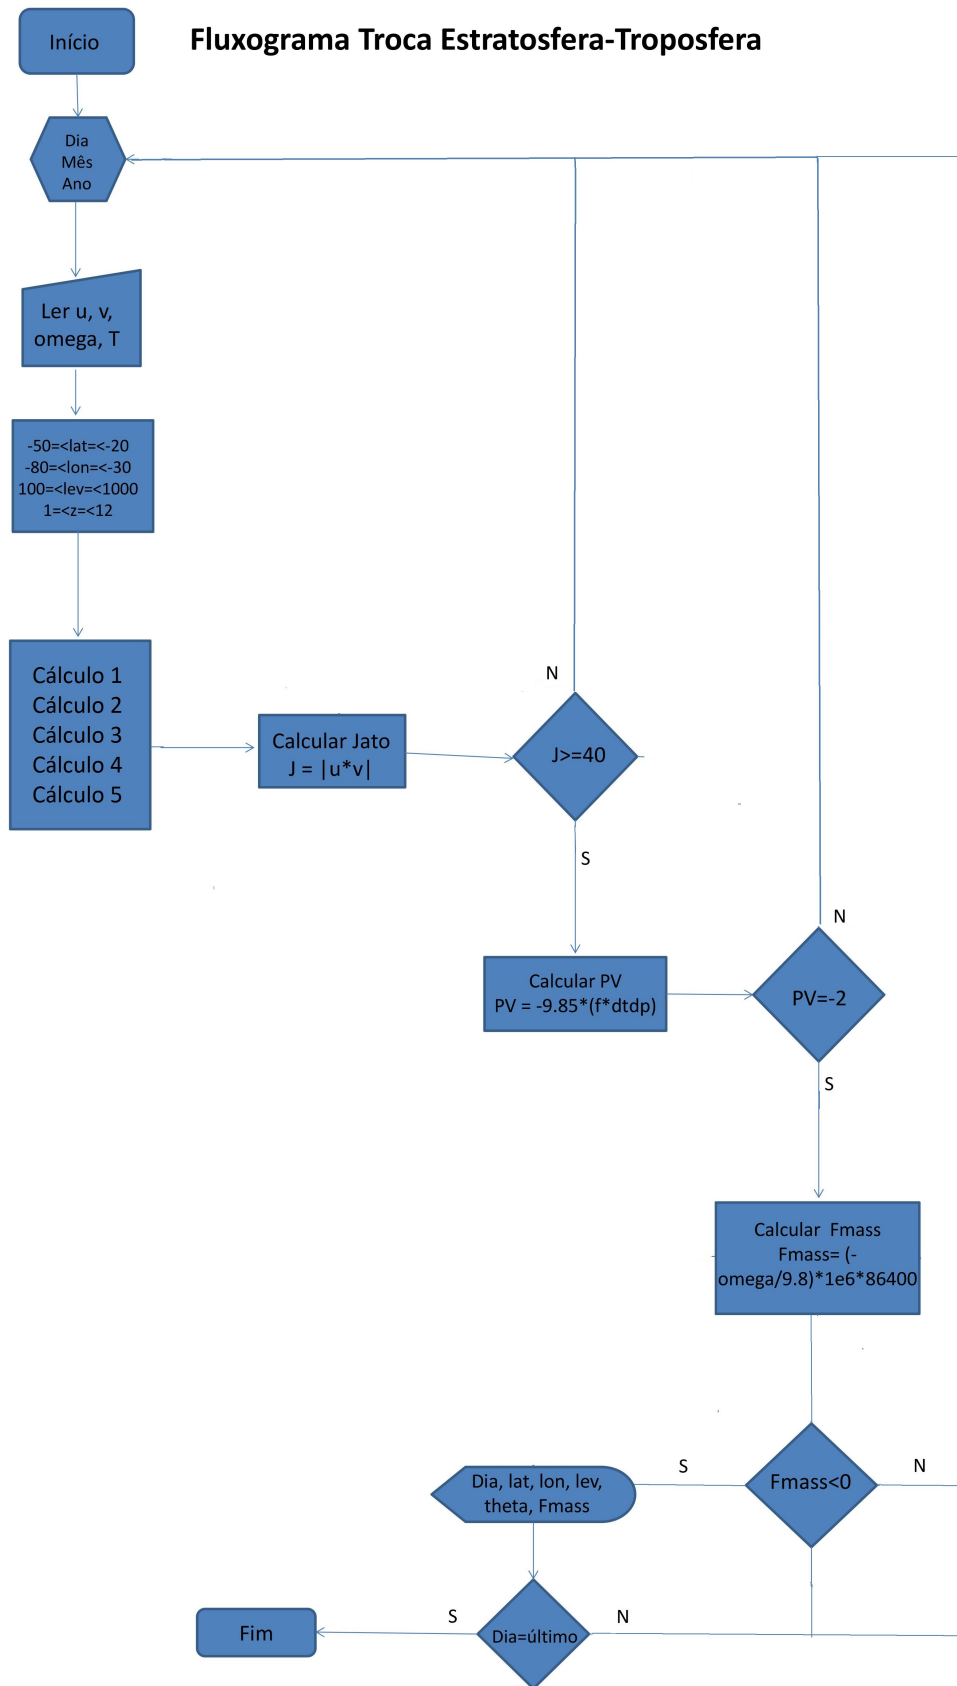 Fluxograma Troca Estratosfera-Troposfera
Início
Dia
Mês
Ano
Ler u, v,
omega, T
-50=<lat=<-20
-80=<lon=<-30
100=<lev=<1000
1=<z=<12
Cálculo 1
Cálculo 2
Cálculo 3
Cálculo 4
Cálculo 5
Calcular Jato
J = |u*v|
N
J>=40
S
Calcular PV
PV = -9.85*(f*dtdp)
N
PV=-2
S
Calcular Fmass
Fmass= (-
omega/9.8)*1e6*86400
Fmass<0
S
N
Dia, lat, lon, lev,
theta, Fmass
Dia=último
S
N
Fim